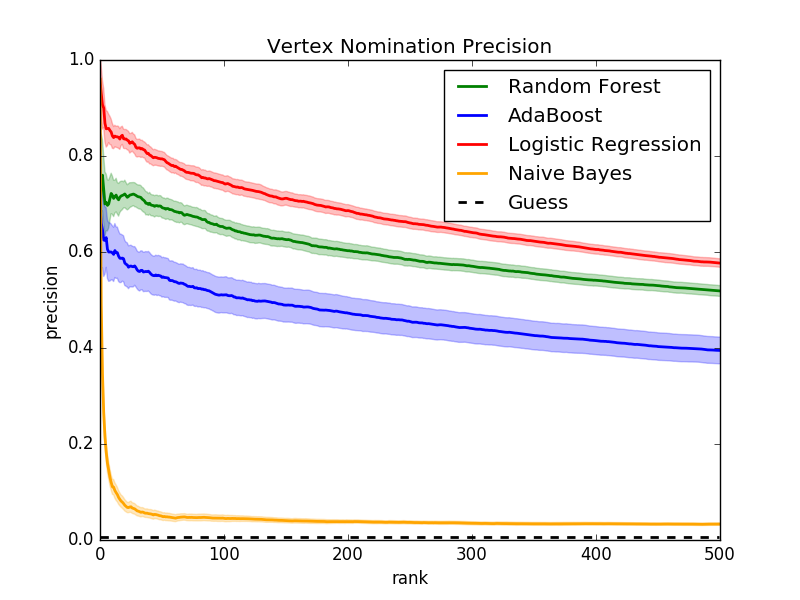 Vertex Nomination Precision
1.0
0.8
0.6
0.4
0.2
0.0
precision
Random Forest
AdaBoost
Logistic Regression
Naive Bayes
Guess
0 100 200 300 400 500
rank